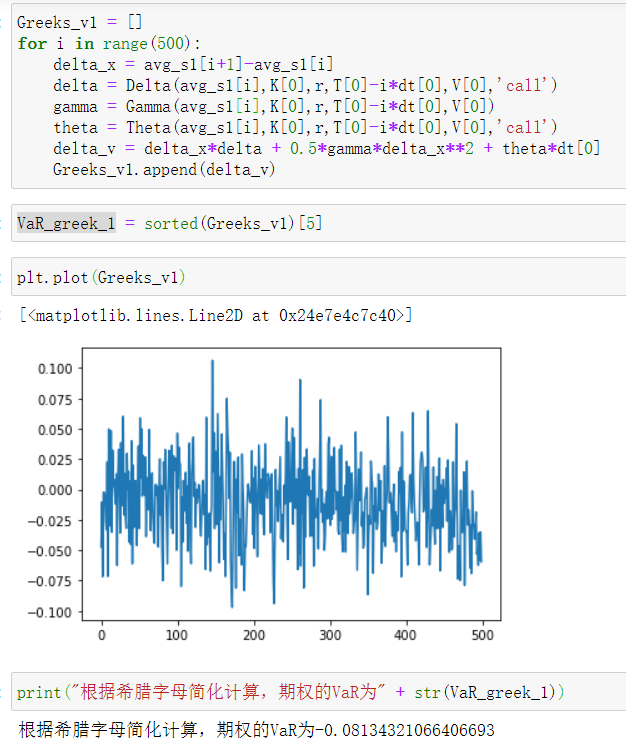 Greeks_v1 = []
for i in range(500):
    delta_x = avg_s1[i+1]-avg_s1[i]
    delta = Delta(avg_s1[i],K[0],r,T[0]-i*dt[0],V[0],'call')
    gamma = Gamma(avg_s1[i],K[0],r,T[0]-i*dt[0],V[0])
    theta = Theta(avg_s1[i],K[0],r,T[0]-i*dt[0],V[0],'call')
    delta_v = delta_x*delta + 0.5*gamma*delta_x**2 + theta*dt[0]
    Greeks_v1.append(delta_v)
VaR_greek_1 = sorted(Greeks_v1)[5]
plt.plot(Greeks_v1)
[<matplotlib.lines.Line2D at 0x24e7e4c7c40>]
0.100
0.075
0.050
0.025
0.000
−0.025
−0.050
−0.075
−0.100
0 100 200 300 400 500
print("根据希腊字母简化计算，期权的VaR为" + str(VaR_greek_1))
根据希腊字母简化计算，期权的VaR为-0.08134321066406693